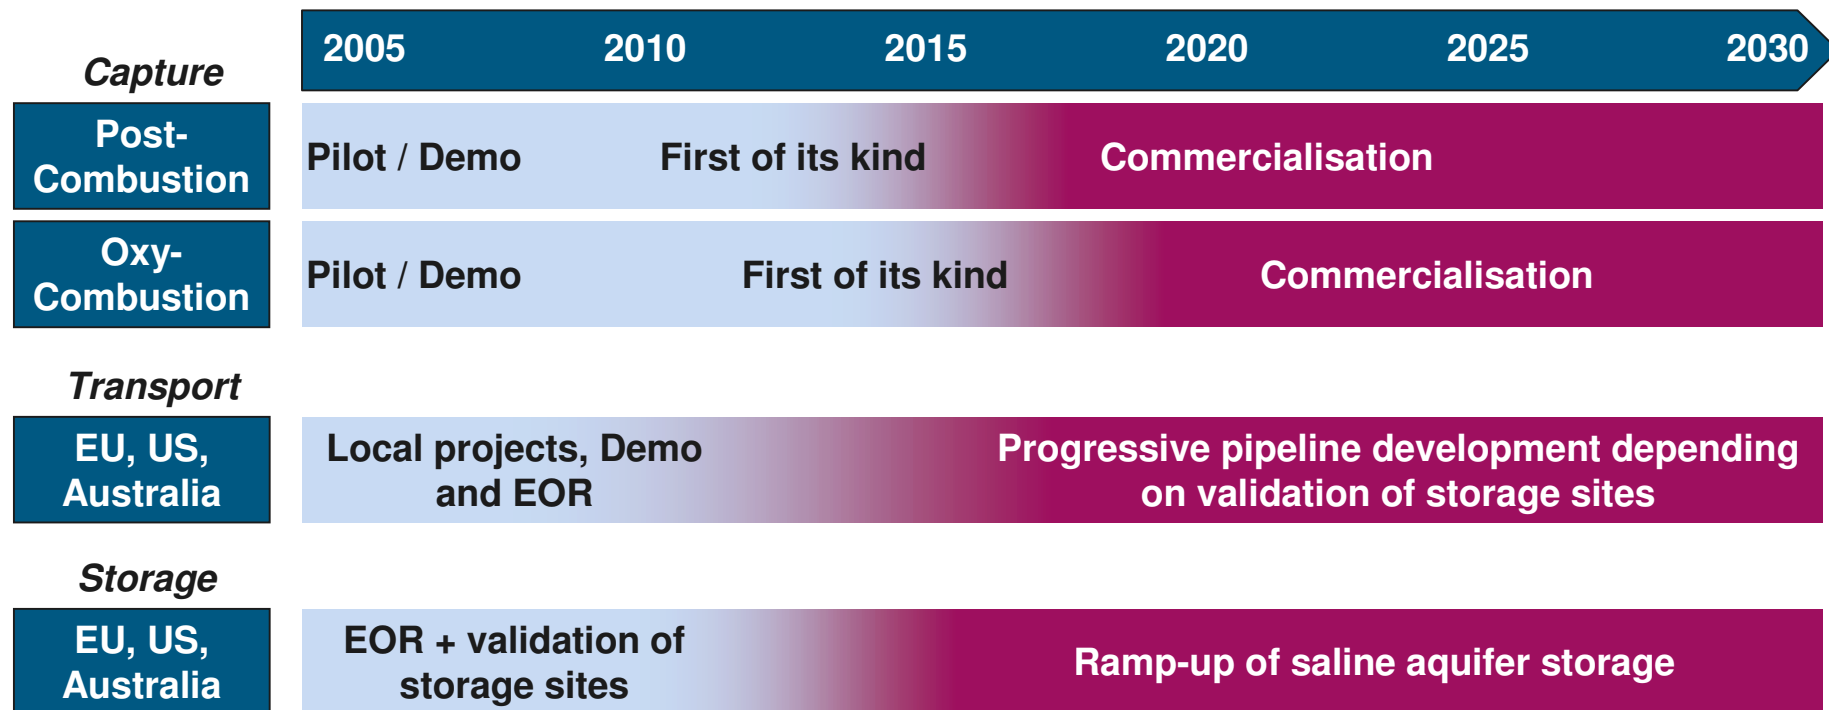 2005 2010 2015 2020 2025 2030
Capture
Post-
Combustion
Pilot / Demo
First of its kind
Commercialisation
Oxy-
Combustion
Pilot / Demo
First of its kind
Commercialisation
Transport
EU, US,
Australia
Local projects, Demo
and EOR
Progressive pipeline development depending
on validation of storage sites
Storage
EU, US,
Australia
EOR + validation of
storage sites
Ramp-up of saline aquifer storage